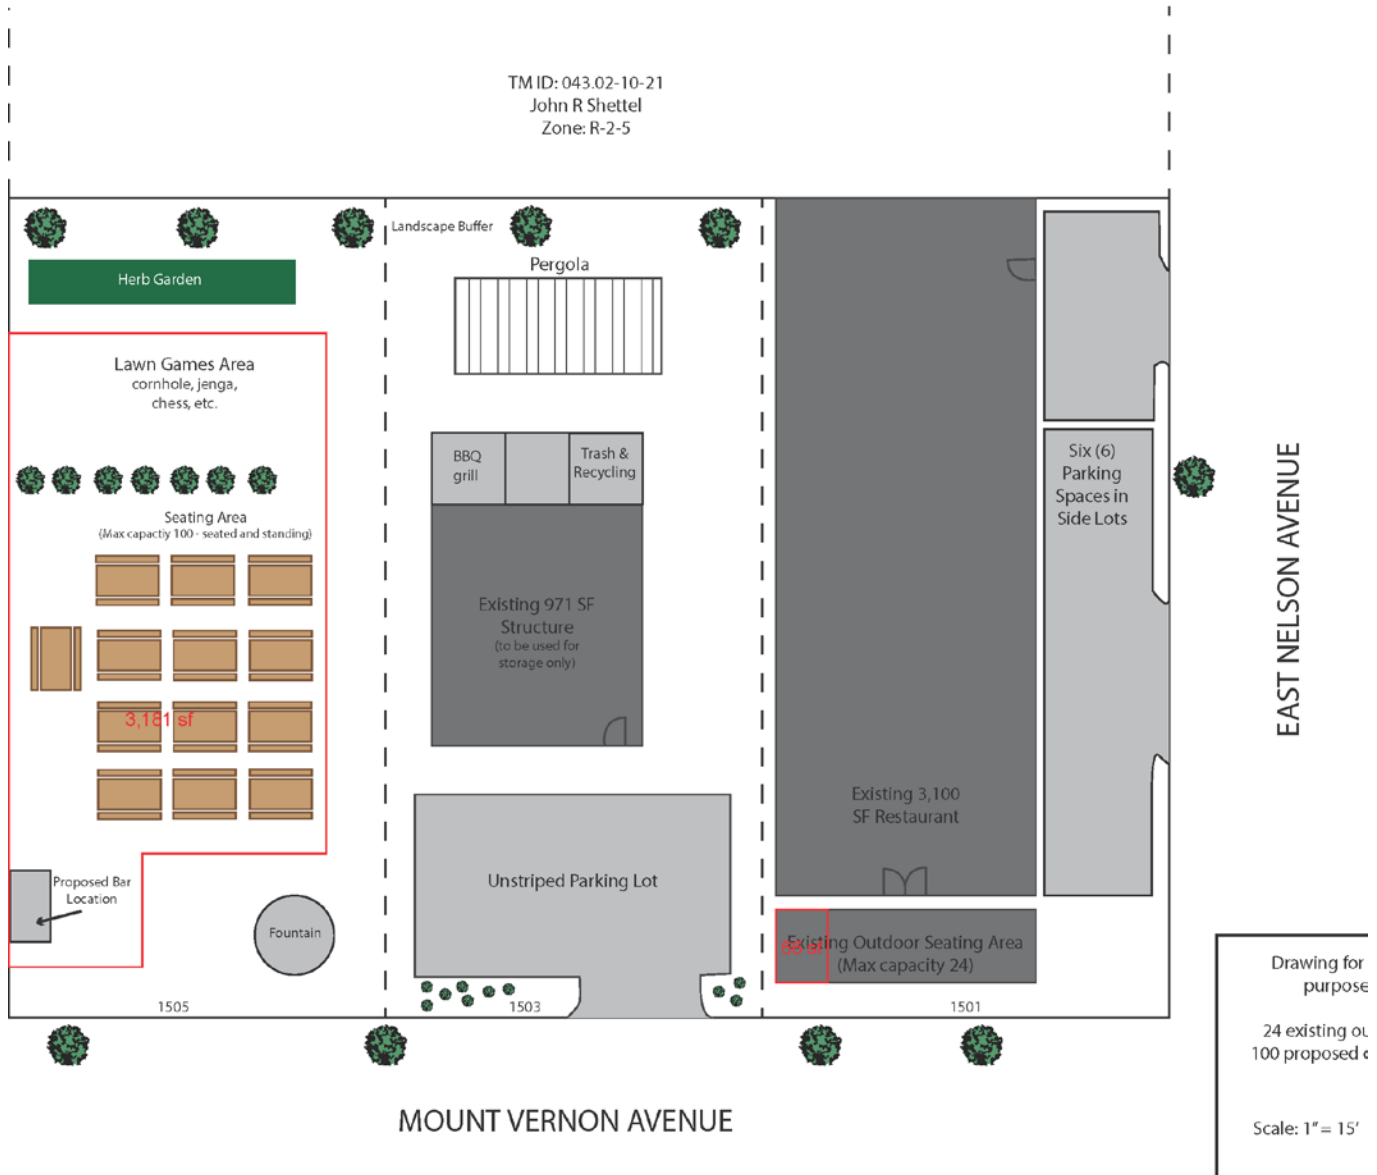 TM ID: 043.02-10-21
John R Shettel
Zone: R-2-5
Landscape Buffer
Herb Garden
Pergola
Lawn Games Area
cornhole, jenga,
chess, etc.
BBQ
grill
Trash &
Recycling
Six (6)
Parking
Spaces in
Side Lots
Seating Area
(Max capactiy 100 - seated and standing)
Existing 971 SF
Structure
(to be used for
storage only)
3,181 sf
Existing 3,100
SF Restaurant
Proposed Bar
Location
Fountain
Unstriped Parking Lot
Existing Outdoor Seating Area
(Max capacity 24)
sf
1505
1503
1501
EAST NELSON AVENUE
MOUNT VERNON AVENUE
Drawing for
purpose
24 existing ou
100 proposed
Scale: 1" = 15'